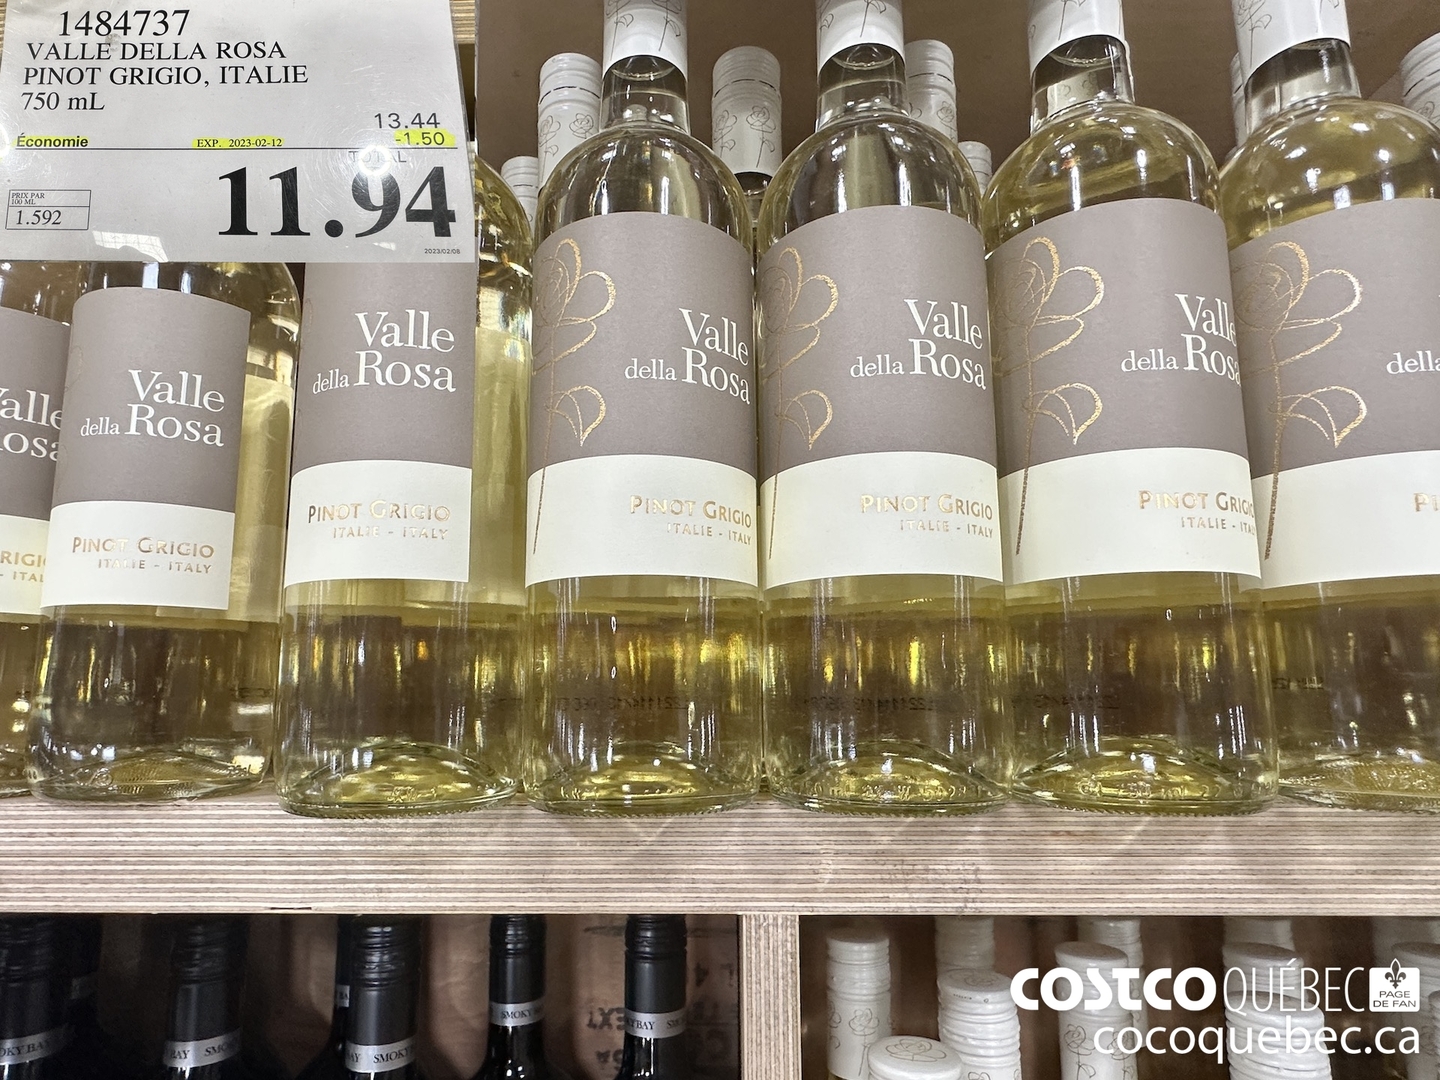 1484737
VALLE DELLA ROSA
PINOT GRIGIO, ITALIE
750 mL
13.44
Économie EXP. 2023-02-12 -1.50
TOTAL
PRIX PAR
100 ML
1.592
11.94
2023/02/08
Valle
della Rosa
PINOT GRIGIO
ITALIE - ITALY
Valle
della Rosa
PINOT GRIGIO
ITALIE - ITALY
Valle
della Rosa
PINOT GRIGIO
ITALIE - ITALY
Valle
della Rosa
PINOT GRIGIO
ITALIE - ITALY
Valle
della Rosa
PINOT GRIGIO
ITALIE - ITALY
della
SMOKY BAY
COSTCO QUÉBEC
PAGE
DE FAN
cocoquebec.ca